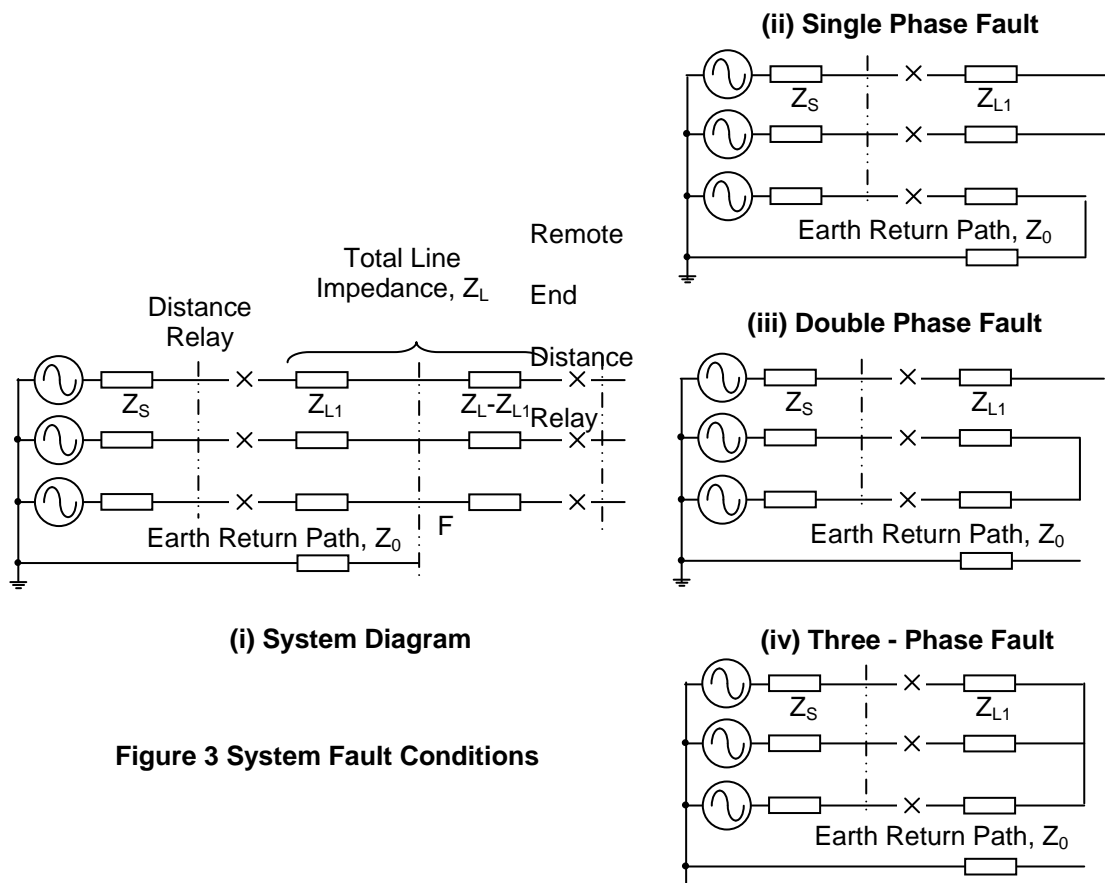 (ii) Single Phase Fault
Z_S
Z_L1
Earth Return Path, Z_0
Total Line
Impedance, Z_L
Remote
End
Distance
Relay
Distance
Relay
Z_S
Z_L1
Z_L-Z_L1
F
Earth Return Path, Z_0
(i) System Diagram
(iii) Double Phase Fault
Z_S
Z_L1
Earth Return Path, Z_0
(iv) Three - Phase Fault
Z_S
Z_L1
Earth Return Path, Z_0
Figure 3 System Fault Conditions